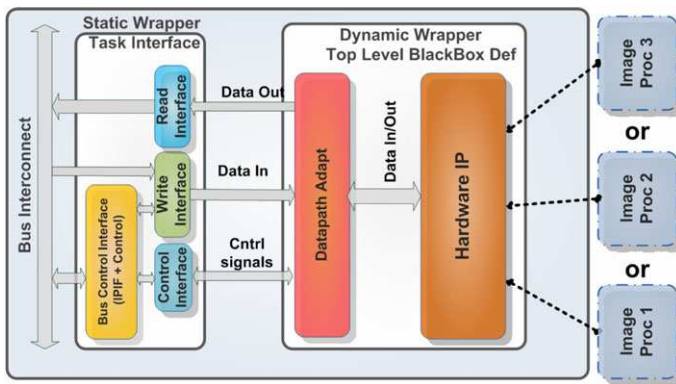 Static Wrapper
Task Interface
Dynamic Wrapper
Top Level BlackBox Def
Bus Interconnect
Read
Interface
Write
Interface
Control
Interface
Bus Control Interface
(IPIF + Control)
Data Out
Data In
Cntrl
signals
Datapath Adapt
Data In/Out
Hardware IP
Image
Proc 3
or
Image
Proc 2
or
Image
Proc 1